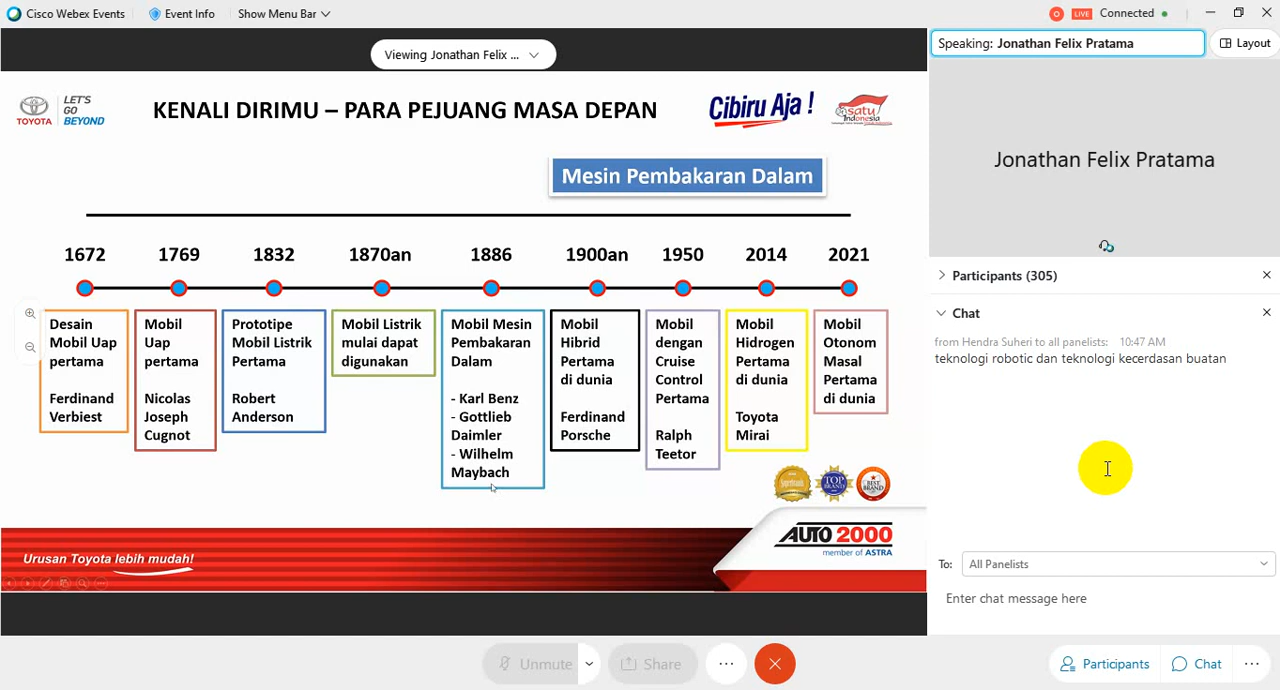 Cisco Webex Events
Event Info
Show Menu Bar
LIVE
Connected
Viewing Jonathan Felix ...
Speaking: Jonathan Felix Pratama
Layout
TOYOTA
LET'S
GO
BEYOND
KENALI DIRIMU – PARA PEJUANG MASA DEPAN
Cibiru Aja !
satu
Indonesia
Jonathan Felix Pratama
Mesin Pembakaran Dalam
1672
1769
1832
1870an
1886
1900an
1950
2014
2021
Desain
Mobil Uap
pertama
Ferdinand
Verbiest
Mobil
Uap
pertama
Nicolas
Joseph
Cugnot
Prototipe
Mobil Listrik
Pertama
Robert
Anderson
Mobil Listrik
mulai dapat
digunakan
Mobil Mesin
Pembakaran
Dalam
- Karl Benz
- Gottlieb
Daimler
- Wilhelm
Maybach
Mobil
Hibrid
Pertama
di dunia
Ferdinand
Porsche
Mobil
dengan
Cruise
Control
Pertama
Ralph
Teetor
Mobil
Hidrogen
Pertama
di dunia
Toyota
Mirai
Mobil
Otonom
Masal
Pertama
di dunia
Superbrands
TOP
BRAND
BEST
BRAND
AUTO 2000
member of ASTRA
Urusan Toyota lebih mudah!
Participants (305)
Chat
from Hendra Suheri to all panelists: 10:47 AM
teknologi robotic dan teknologi kecerdasan buatan
To:
All Panelists
Enter chat message here
Unmute
Share
Participants
Chat